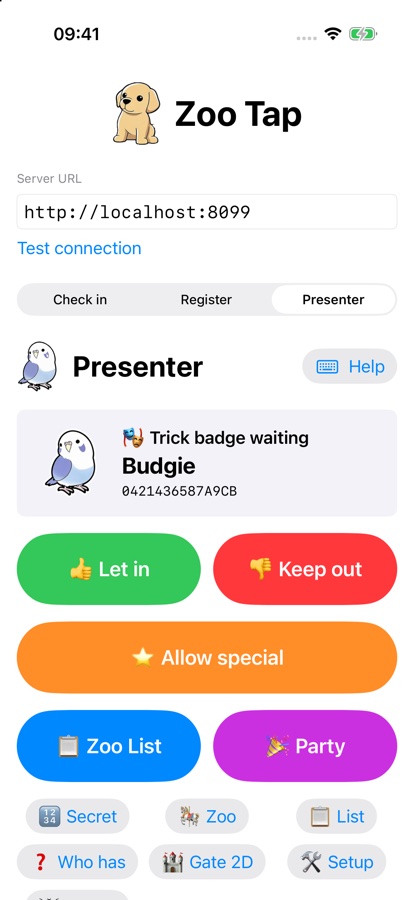 09:41
Zoo Tap
Server URL
http://localhost:8099
Test connection
Check in Register Presenter
Presenter
Help
🎭 Trick badge waiting
Budgie
0421436587A9CB
👍 Let in 👎 Keep out
⭐ Allow special
📋 Zoo List 🎉 Party
🔢 Secret 🎠 Zoo 📋 List
❓ Who has 🏰 Gate 2D 🛠️ Setup